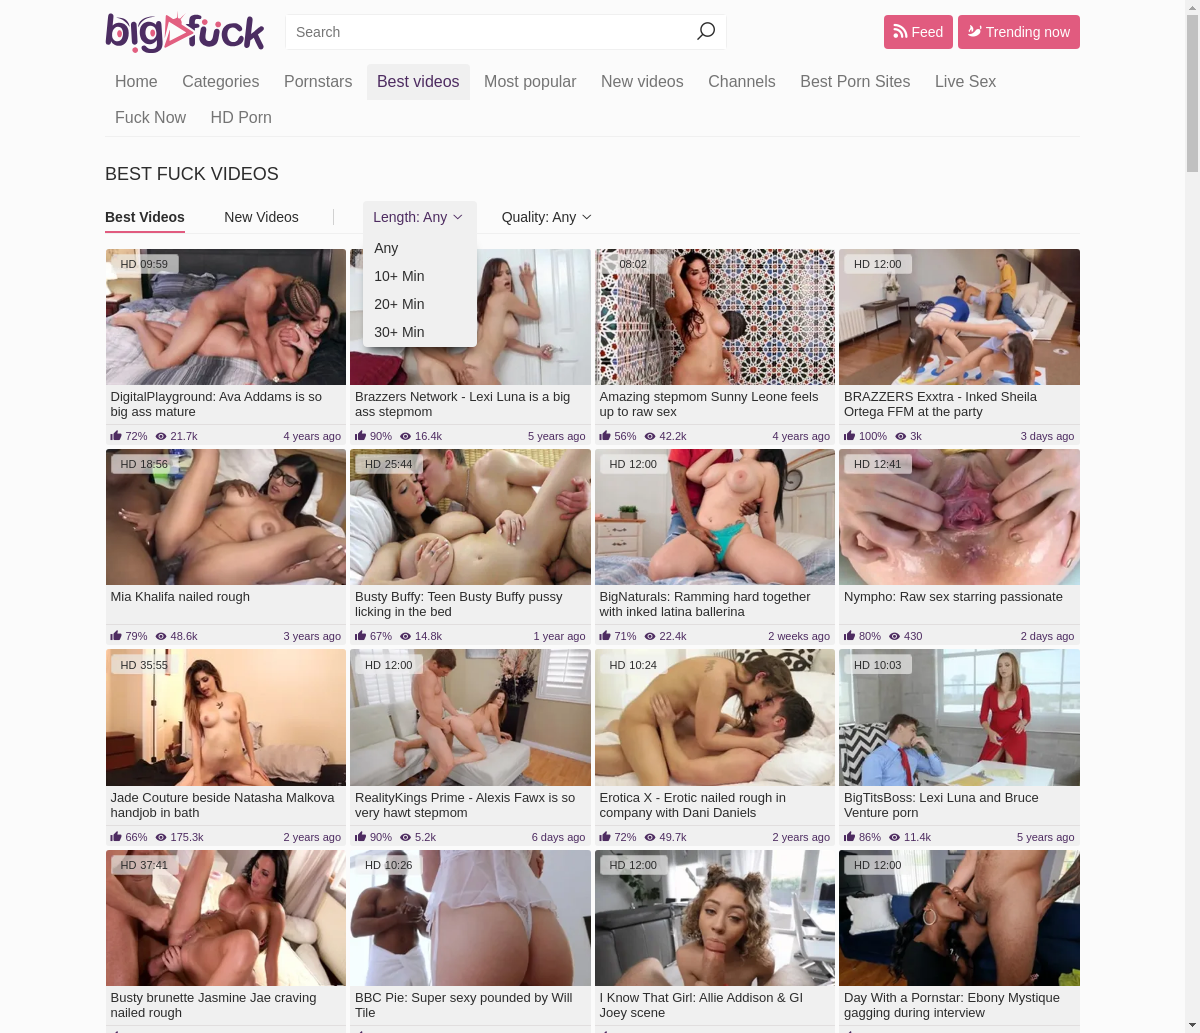 bigfuck
Search
Feed
Trending now
Home Categories Pornstars Best videos Most popular New videos Channels Best Porn Sites Live Sex
Fuck Now HD Porn
BEST FUCK VIDEOS
Best Videos New Videos Length: Any Quality: Any
Any
10+ Min
20+ Min
30+ Min
HD 09:59
08:02
HD 12:00
DigitalPlayground: Ava Addams is so
big ass mature
72% 21.7k 4 years ago
Brazzers Network - Lexi Luna is a big
ass stepmom
90% 16.4k 5 years ago
Amazing stepmom Sunny Leone feels
up to raw sex
56% 42.2k 4 years ago
BRAZZERS Exxtra - Inked Sheila
Ortega FFM at the party
100% 3k 3 days ago
HD 18:56
HD 25:44
HD 12:00
HD 12:41
Mia Khalifa nailed rough
79% 48.6k 3 years ago
Busty Buffy: Teen Busty Buffy pussy
licking in the bed
67% 14.8k 1 year ago
BigNaturals: Ramming hard together
with inked latina ballerina
71% 22.4k 2 weeks ago
Nympho: Raw sex starring passionate
80% 430 2 days ago
HD 35:55
HD 12:00
HD 10:24
HD 10:03
Jade Couture beside Natasha Malkova
handjob in bath
66% 175.3k 2 years ago
RealityKings Prime - Alexis Fawx is so
very hawt stepmom
90% 5.2k 6 days ago
Erotica X - Erotic nailed rough in
company with Dani Daniels
72% 49.7k 2 years ago
BigTitsBoss: Lexi Luna and Bruce
Venture porn
86% 11.4k 5 years ago
HD 37:41
HD 10:26
HD 12:00
HD 12:00
Busty brunette Jasmine Jae craving
nailed rough
BBC Pie: Super sexy pounded by Will
Tile
I Know That Girl: Allie Addison & GI
Joey scene
Day With a Pornstar: Ebony Mystique
gagging during interview